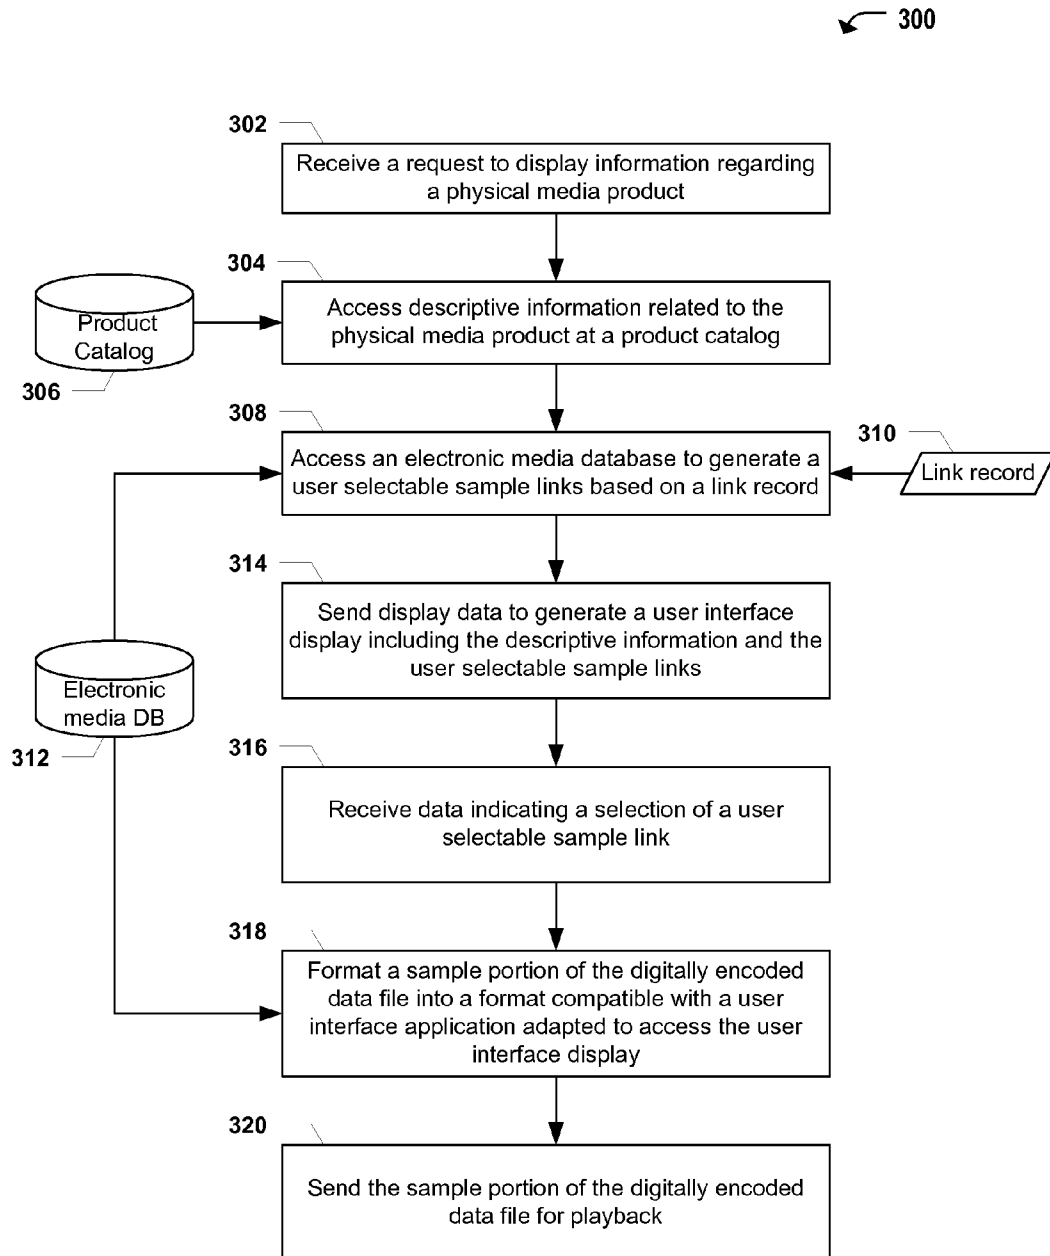 300
302
Receive a request to display information regarding
a physical media product
304
Access descriptive information related to the
physical media product at a product catalog
Product
Catalog
306
308
Access an electronic media database to generate a
user selectable sample links based on a link record
310
Link record
314
Send display data to generate a user interface
display including the descriptive information and the
user selectable sample links
Electronic
media DB
312
316
Receive data indicating a selection of a user
selectable sample link
318
Format a sample portion of the digitally encoded
data file into a format compatible with a user
interface application adapted to access the user
interface display
320
Send the sample portion of the digitally encoded
data file for playback